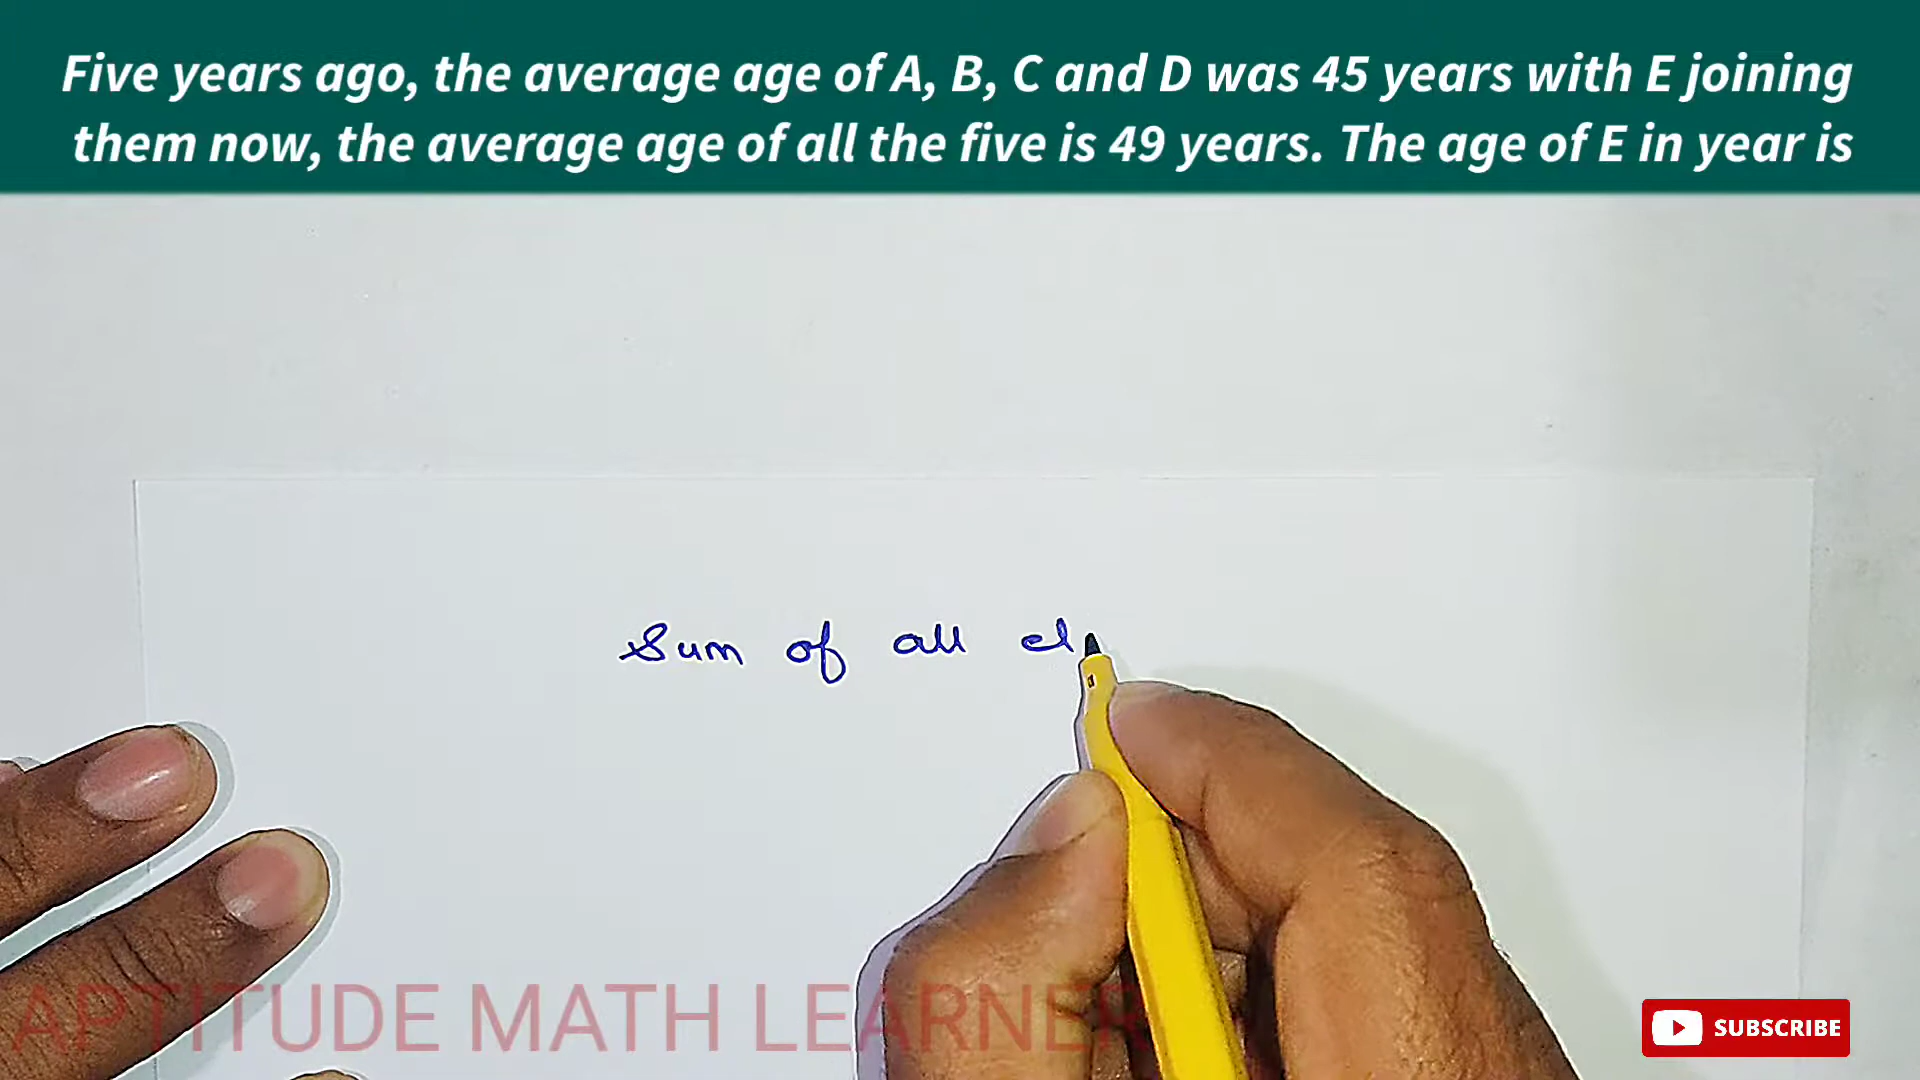 Five years ago, the average age of A, B, C and D was 45 years with E joining
them now, the average age of all the five is 49 years. The age of E in year is
Sum of all
APTITUDE MATH LEARNER
SUBSCRIBE